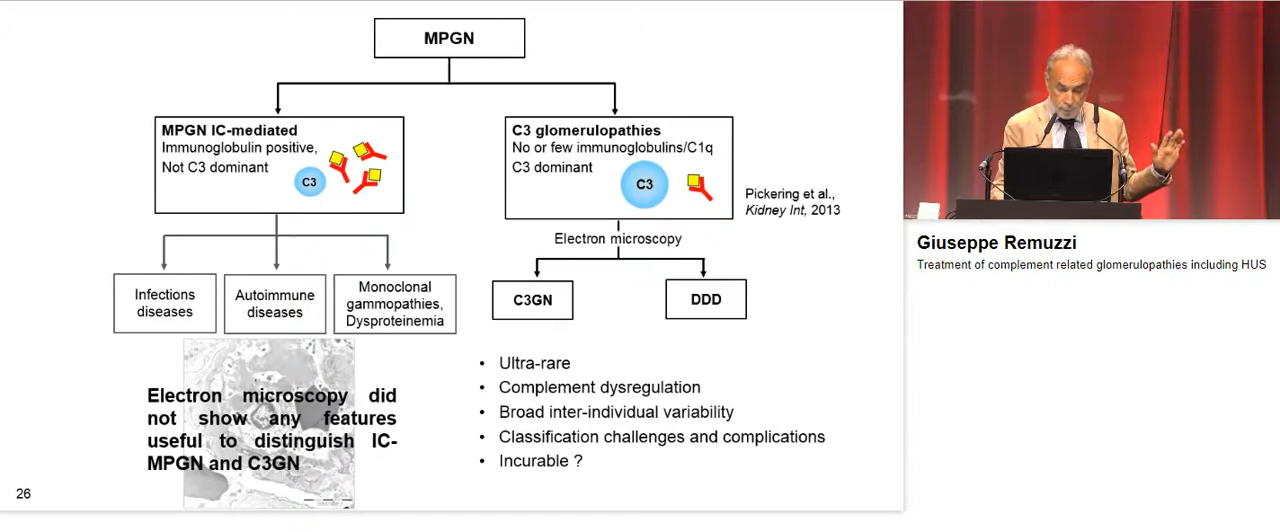 MPGN
MPGN IC-mediated
Immunoglobulin positive,
Not C3 dominant
C3
C3 glomerulopathies
No or few immunoglobulins/C1q
C3 dominant
C3
Pickering et al.,
Kidney Int, 2013
Electron microscopy
Infections
diseases
Autoimmune
diseases
Monoclonal
gammopathies,
Dysproteinemia
C3GN
DDD
Electron microscopy did
not show any features
useful to distinguish IC-
MPGN and C3GN
• Ultra-rare
• Complement dysregulation
• Broad inter-individual variability
• Classification challenges and complications
• Incurable ?
26
Giuseppe Remuzzi
Treatment of complement related glomerulopathies including HUS